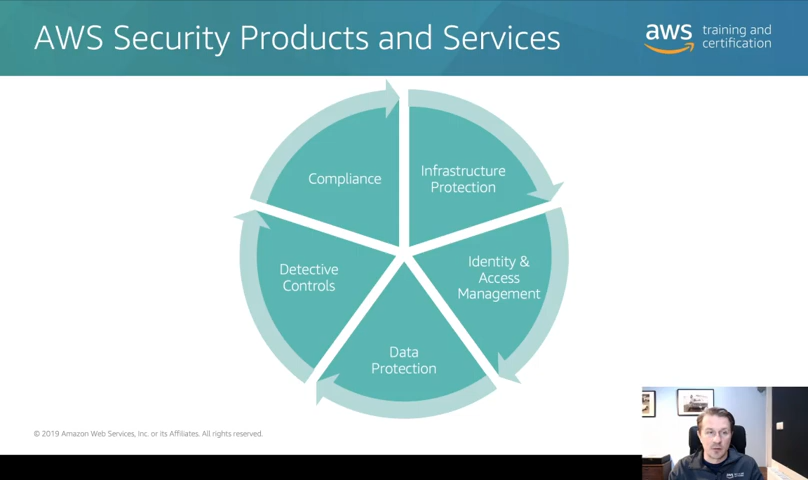 AWS Security Products and Services
aws
training and
certification
Compliance
Infrastructure
Protection
Identity &
Access
Management
Detective
Controls
Data
Protection
© 2019 Amazon Web Services, Inc. or its Affiliates. All rights reserved.